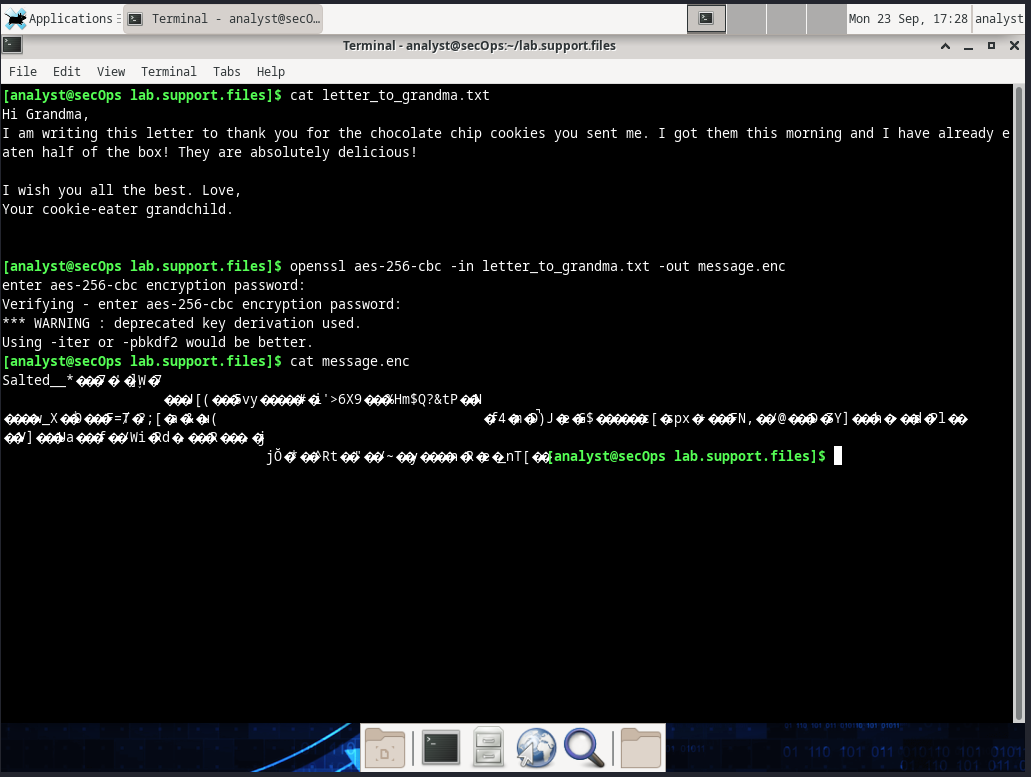 Applications
Terminal - analyst@secO...
Mon 23 Sep, 17:28
analyst
Terminal - analyst@secOps:~/lab.support.files
File Edit View Terminal Tabs Help
[analyst@secOps lab.support.files]$ cat letter_to_grandma.txt
Hi Grandma,
I am writing this letter to thank you for the chocolate chip cookies you sent me. I got them this morning and I have already e
aten half of the box! They are absolutely delicious!
I wish you all the best. Love,
Your cookie-eater grandchild.
[analyst@secOps lab.support.files]$ openssl aes-256-cbc -in letter_to_grandma.txt -out message.enc
enter aes-256-cbc encryption password:
Verifying - enter aes-256-cbc encryption password:
*** WARNING : deprecated key derivation used.
Using -iter or -pbkdf2 would be better.
[analyst@secOps lab.support.files]$ cat message.enc
Salted__*
[analyst@secOps lab.support.files]$